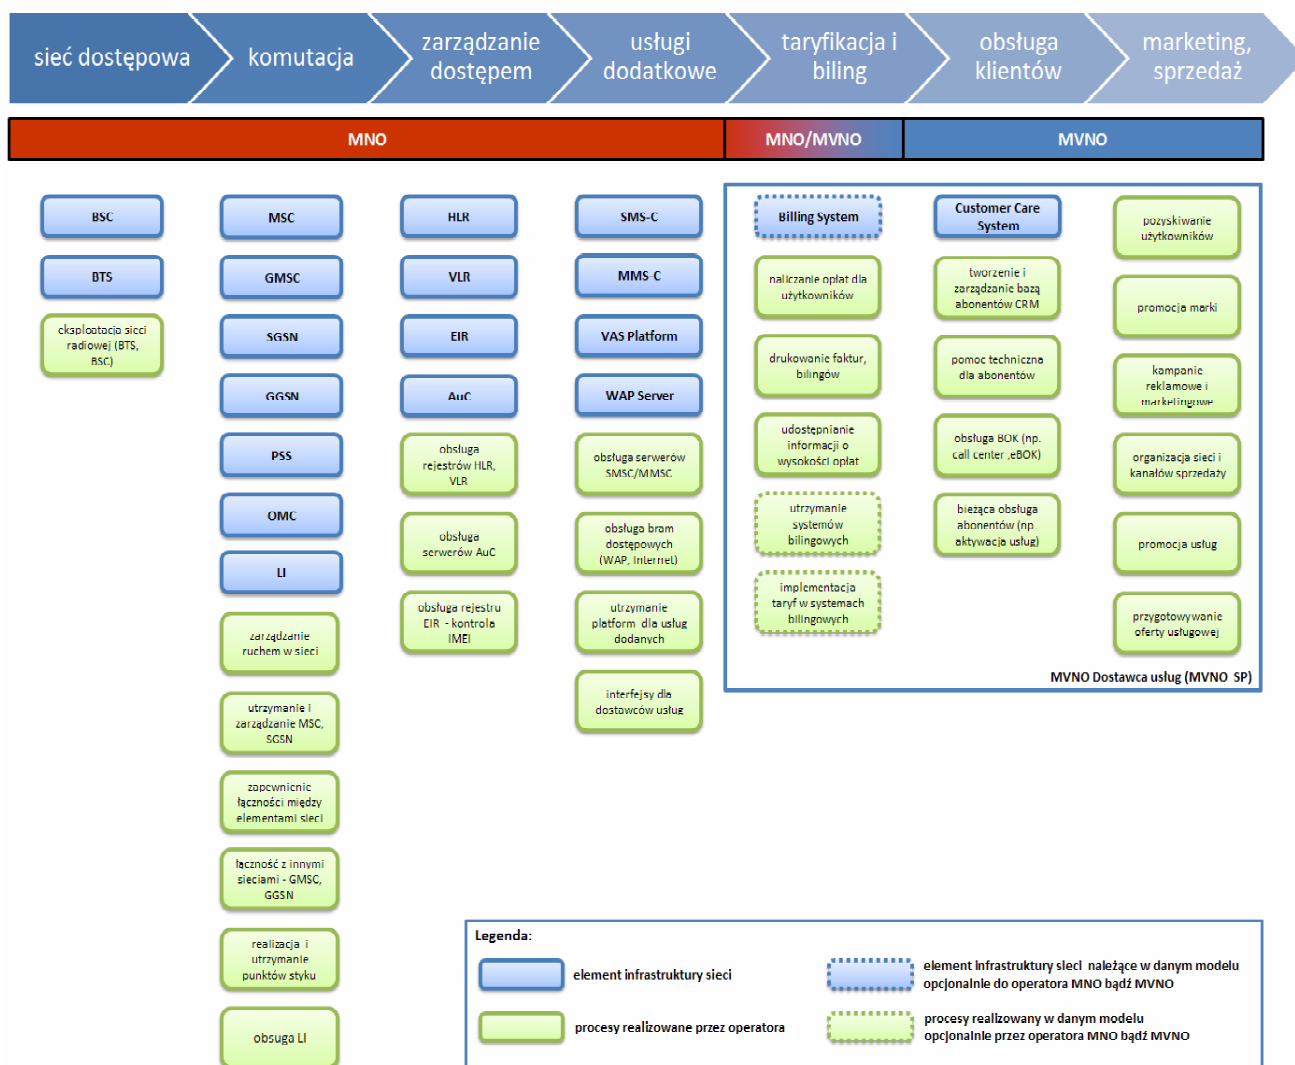 sieć dostępowa
komutacja
zarządzanie
dostępem
usługi
dodatkowe
taryfikacja i
biling
obsługa
klientów
marketing,
sprzedaż
MNO
MNO/MVNO
MVNO
BSC
BTS
eksploatacja sieci
radiowej (BTS,
BSC)
MSC
GMSC
SGSN
GGSN
PSS
OMC
LI
zarządzanie
ruchem w sieci
utrzymanie i
zarządzanie MSC,
SGSN
zapewnienie
łączności między
elementami sieci
łączność z innymi
sieciami - GMSC,
GGSN
realizacja i
utrzymanie
punktów styku
obsuga LI
HLR
VLR
EIR
AuC
obsługa
rejestrów HLR,
VLR
obsługa
serwerów AuC
obsługa rejestru
EIR - kontrola
IMEI
SMS-C
MMS-C
VAS Platform
WAP Server
obsługa serwerów
SMSC/MMSC
obsługa bram
dostępowych
(WAP, Internet)
utrzymanie
platform dla usług
dodanych
interfejsy dla
dostawców usług
Billing System
naliczanie opłat dla
użytkowników
drukowanie faktur,
bilingów
udostępnianie
informacji o
wysokości opłat
utrzymanie
systemów
bilingowych
implementacja
taryf w systemach
bilingowych
Customer Care
System
tworzenie i
zarządzanie bazą
abonentów CRM
pomoc techniczna
dla abonentów
obsługa BOK (np.
call center ,eBOK)
bieżąca obsługa
abonentów (np.
aktywacja usług)
pozyskiwanie
użytkowników
promocja marki
kampanie
reklamowe i
marketingowe
organizacja sieci i
kanałów sprzedaży
promocja usług
przygotowywanie
oferty usługowej
MVNO Dostawca usług (MVNO SP)
Legenda:
element infrastruktury sieci
element infrastruktury sieci należące w danym modelu
opcjonalnie do operatora MNO bądź MVNO
procesy realizowane przez operatora
procesy realizowany w danym modelu
opcjonalnie przez operatora MNO bądź MVNO